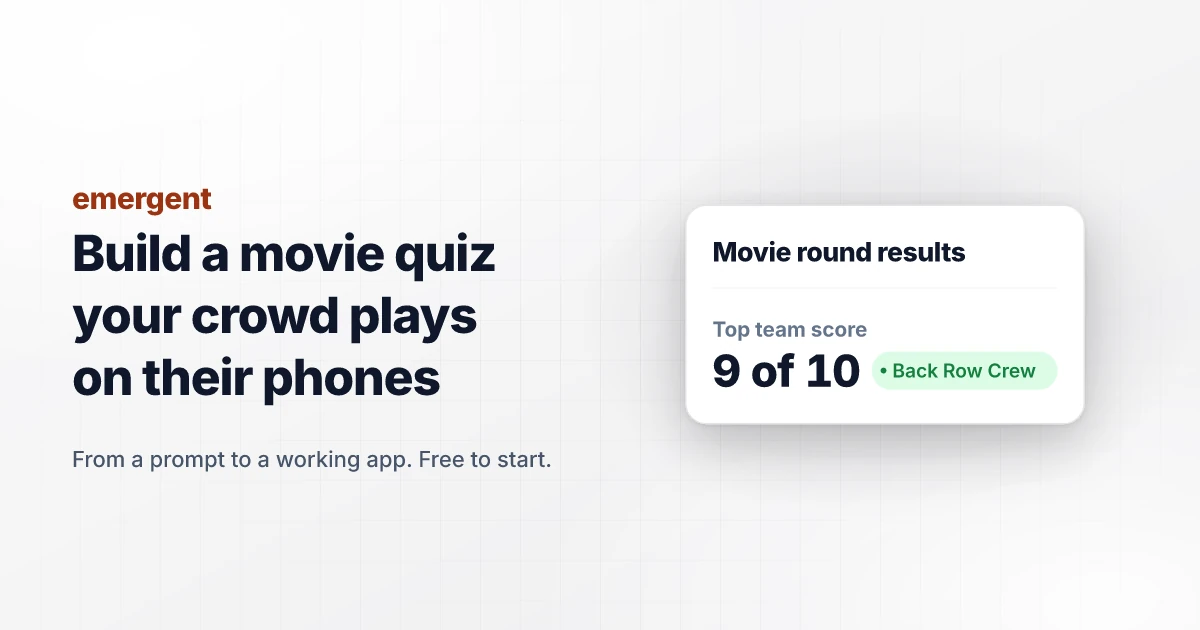 emergent
Build a movie quiz
your crowd plays
on their phones
From a prompt to a working app. Free to start.
Movie round results
Top team score
9 of 10 • Back Row Crew